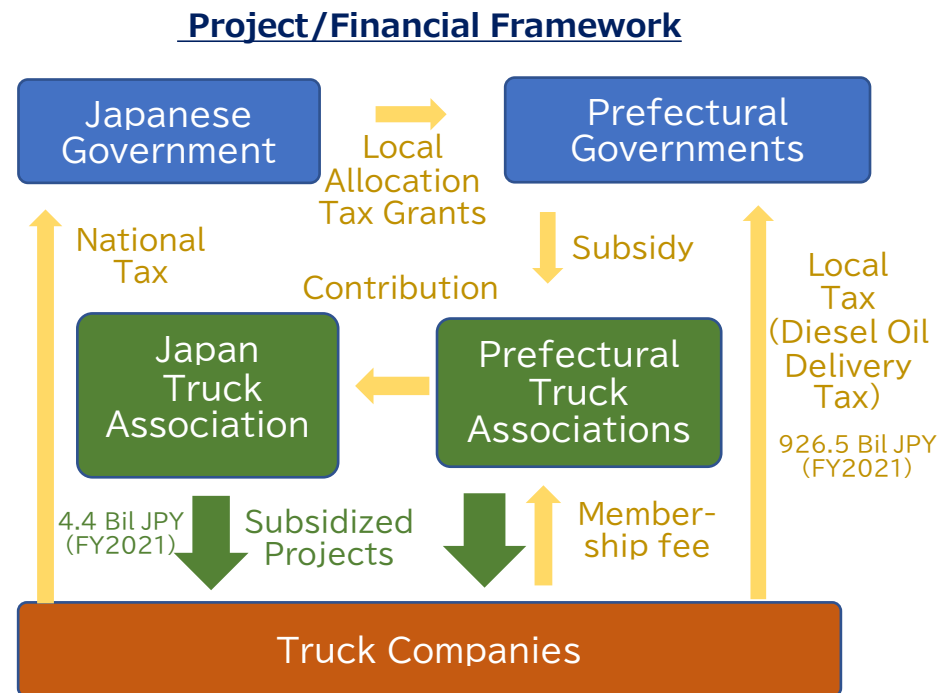 Project/Financial Framework
Japanese
Government
Local
Allocation
Tax Grants
Prefectural
Governments
National
Tax
Subsidy
Contribution
Local
Tax
(Diesel Oil
Delivery
Tax)
926.5 Bil JPY
(FY2021)
Japan
Truck
Association
Prefectural
Truck
Associations
4.4 Bil JPY
(FY2021)
Subsidized
Projects
Member-
ship fee
Truck Companies